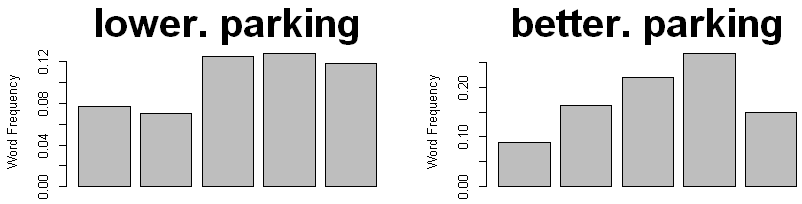 lower. parking
Word Frequency
0.12
0.08
0.04
0.00
better. parking
Word Frequency
0.20
0.10
0.00